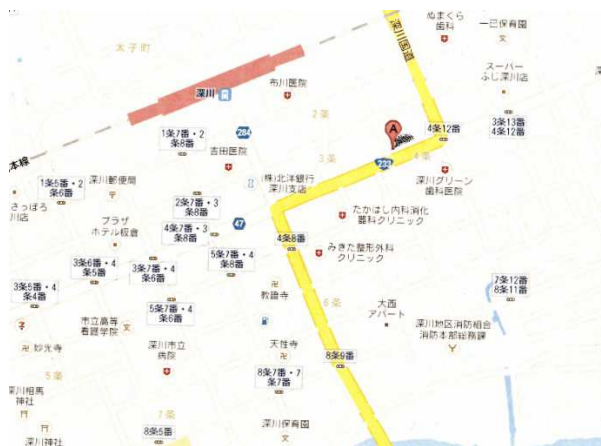 ぬまくら
歯科
一已保育園
深川国道
太子町
スーパー
ふじ深川店
布川医院
深川
2条
3条13番
4条12番
A
284
1条7番・2
条8番
4条12番
吉田医院
3条
4条
233
本線
(株)北洋銀行
深川支店
深川グリーン
歯科医院
1条5番・2
条6番
深川郵便局
さっぽろ
川店
2条7番・3
条8番
たかはし内科消化
器科クリニック
プラザ
ホテル板倉
47
4条7番・3
条8番
4条8番
みきた整形外科
クリニック
5条7番・4
条8番
3条6番・4
条5番
3条7番・4
条6番
3条5番・4
条4番
7条12番
8条11番
教證寺
5条7番・4
条6番
6条
大西
アパート
市立高等
看護学院
深川地区消防組合
消防本部総務課
妙光寺
深川市立
病院
天性寺
5条
8条9番
8条7番・7
条7番
深川相馬
神社
7条
深川保育園
深川
神社
8条5番